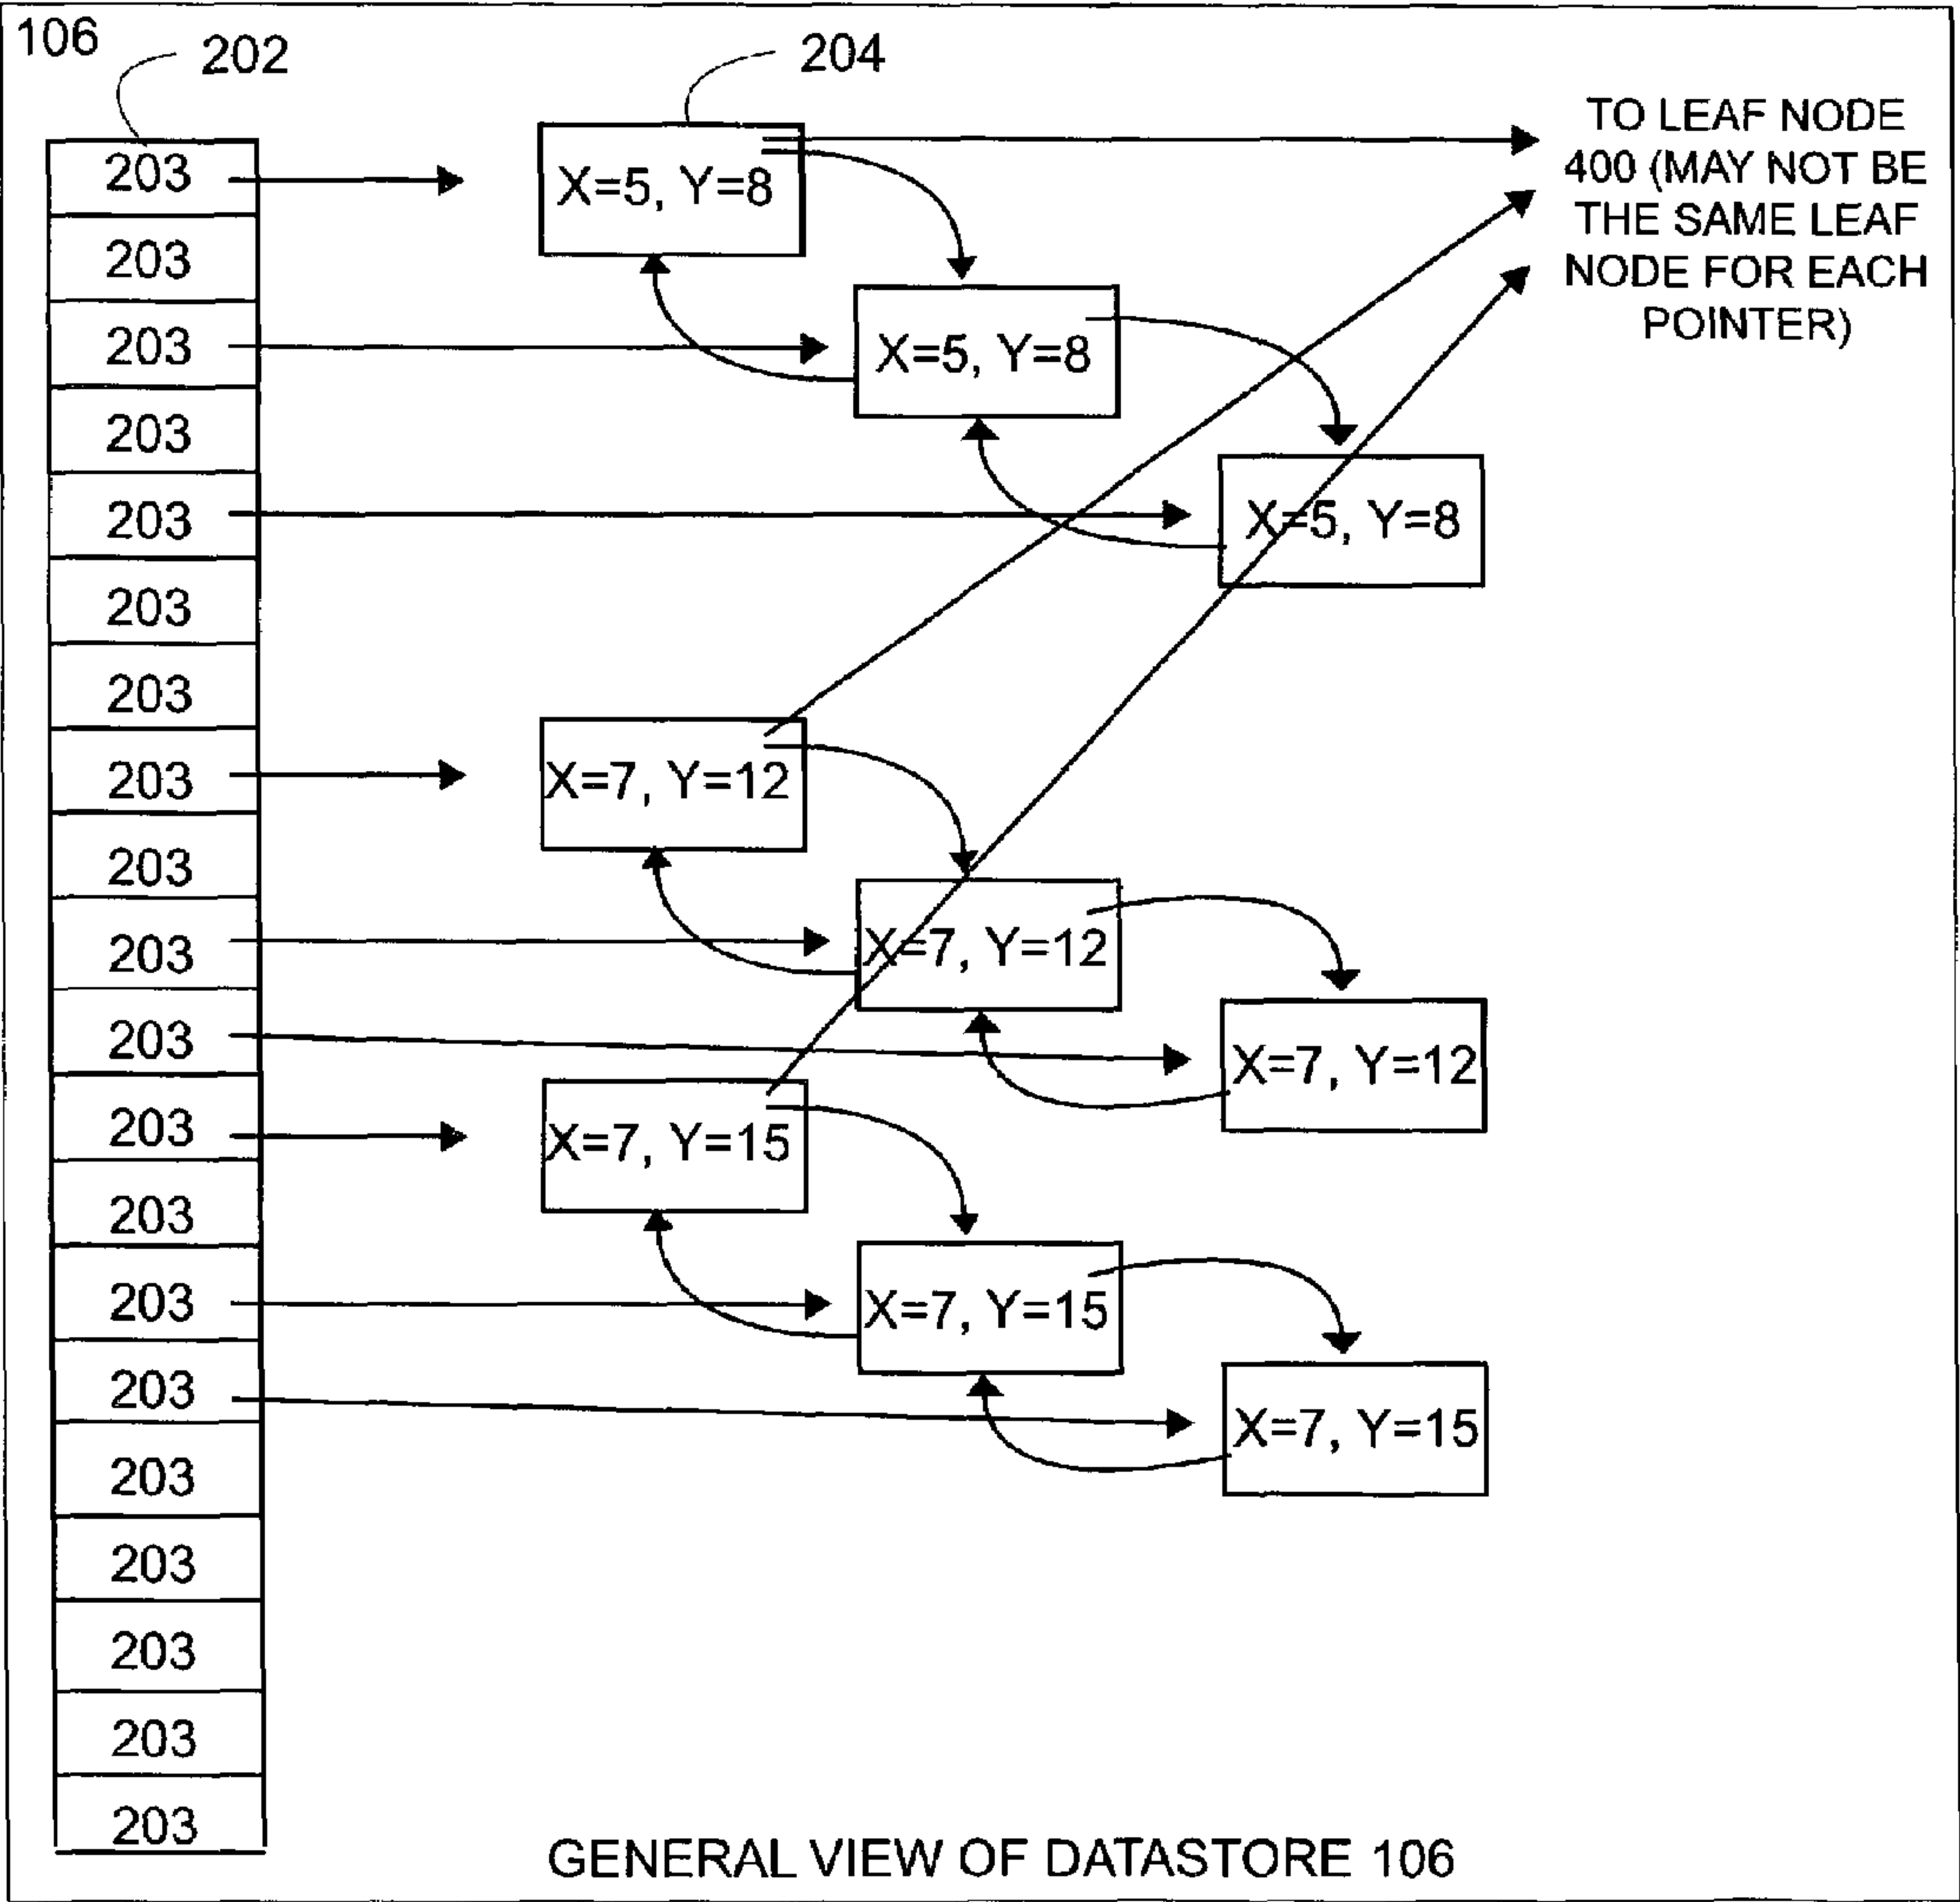 106
202
204
TO LEAF NODE
400 (MAY NOT BE
THE SAME LEAF
NODE FOR EACH
POINTER)
203
X=5, Y=8
203
203
X=5, Y=8
203
203
X=5, Y=8
203
203
203
X=7, Y=12
203
203
X=7, Y=12
203
X=7, Y=12
203
X=7, Y=15
203
203
X=7, Y=15
203
X=7, Y=15
203
203
203
203
203
GENERAL VIEW OF DATASTORE 106